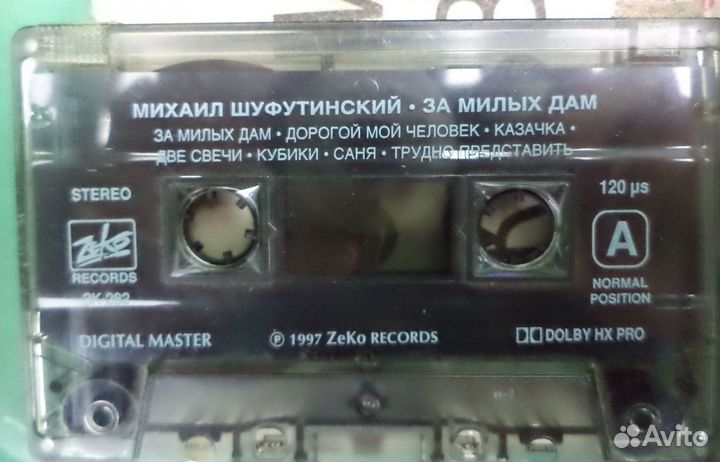 МИХАИЛ ШУФУТИНСКИЙ • ЗА МИЛЫХ ДАМ
ЗА МИЛЫХ ДАМ • ДОРОГОЙ МОЙ ЧЕЛОВЕК • КАЗАЧКА •
ДВЕ СВЕЧИ • КУБИКИ • САНЯ • ТРУДНО ПРЕДСТАВИТЬ
STEREO
120 µs
ZeKo
RECORDS
A
NORMAL
POSITION
DIGITAL MASTER
℗ 1997 ZeKo RECORDS
DOLBY HX PRO
Avito